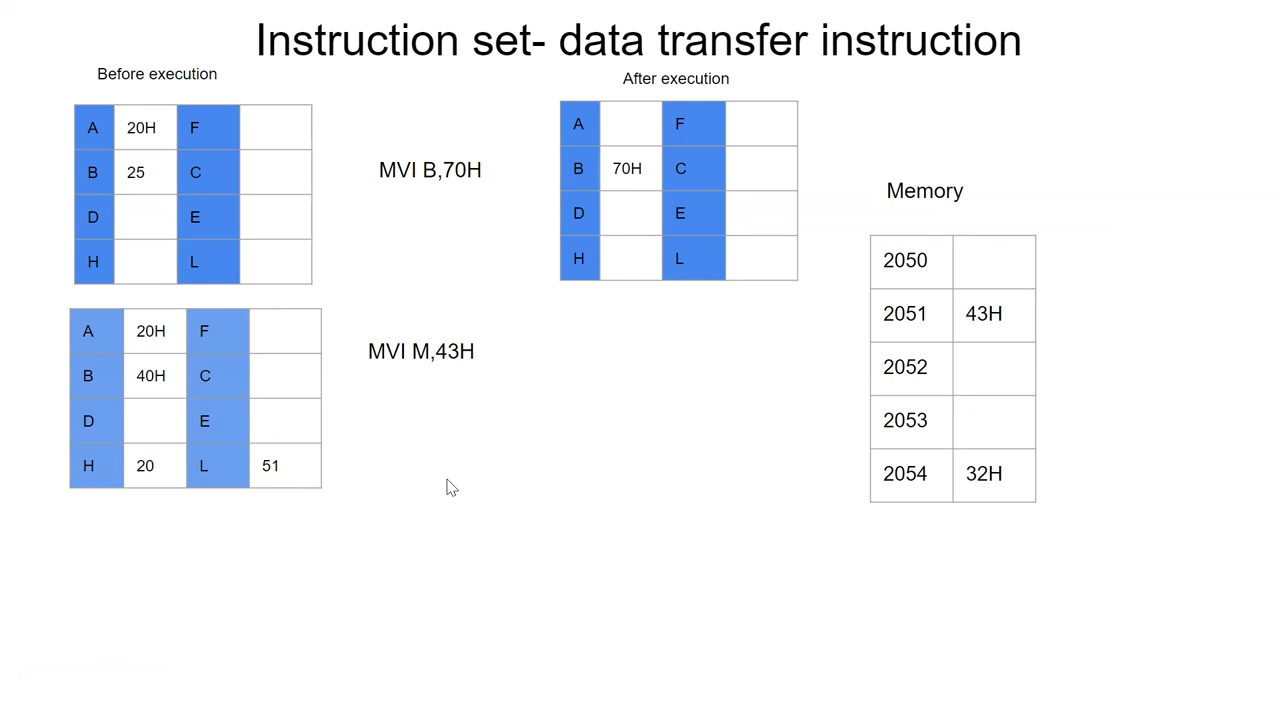 Instruction set- data transfer instruction
Before execution
After execution
A 20H F
B 25 C
D E
H L
MVI B,70H
A F
B 70H C
D E
H L
Memory
2050
2051 43H
2052
2053
2054 32H
A 20H F
B 40H C
D E
H 20 L 51
MVI M,43H